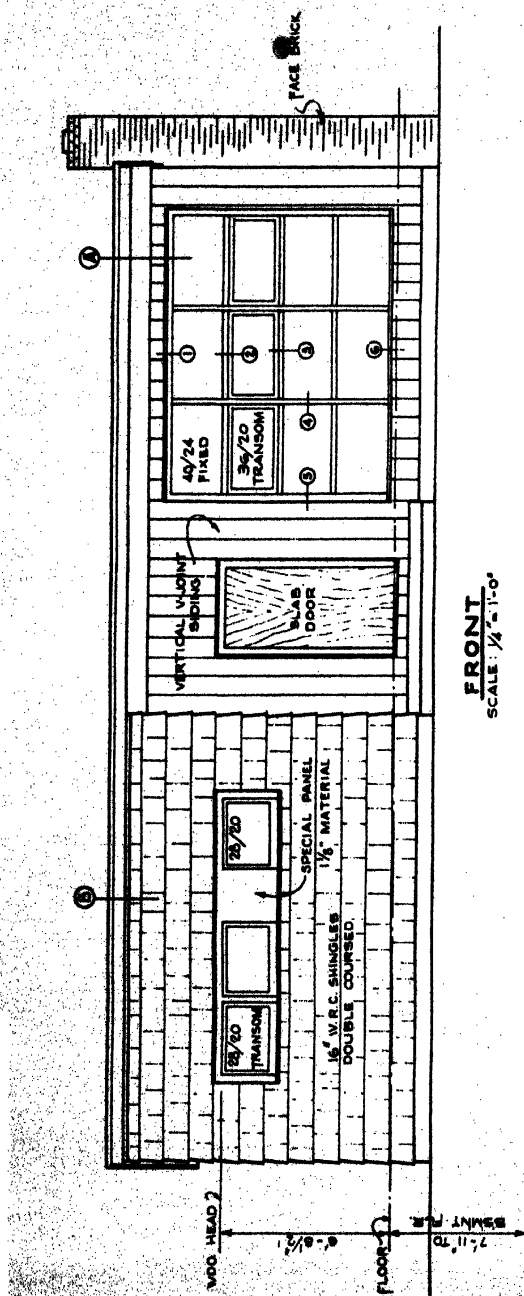 FACE BRICK
A
B
1
2
3
4
5
6
40/24
FIXED
36/20
TRANSOM
VERTICAL V-JOINT
SIDING
SLAB
DOOR
28/20
TRANSOM
28/20
SPECIAL PANEL
1⅛" MATERIAL
16" W.R.C. SHINGLES
DOUBLE COURSED.
WDO HEAD
6'-8½"
FLOOR
7'-11" TO
BSMNT FLR.
FRONT
SCALE: ¼" = 1'-0"